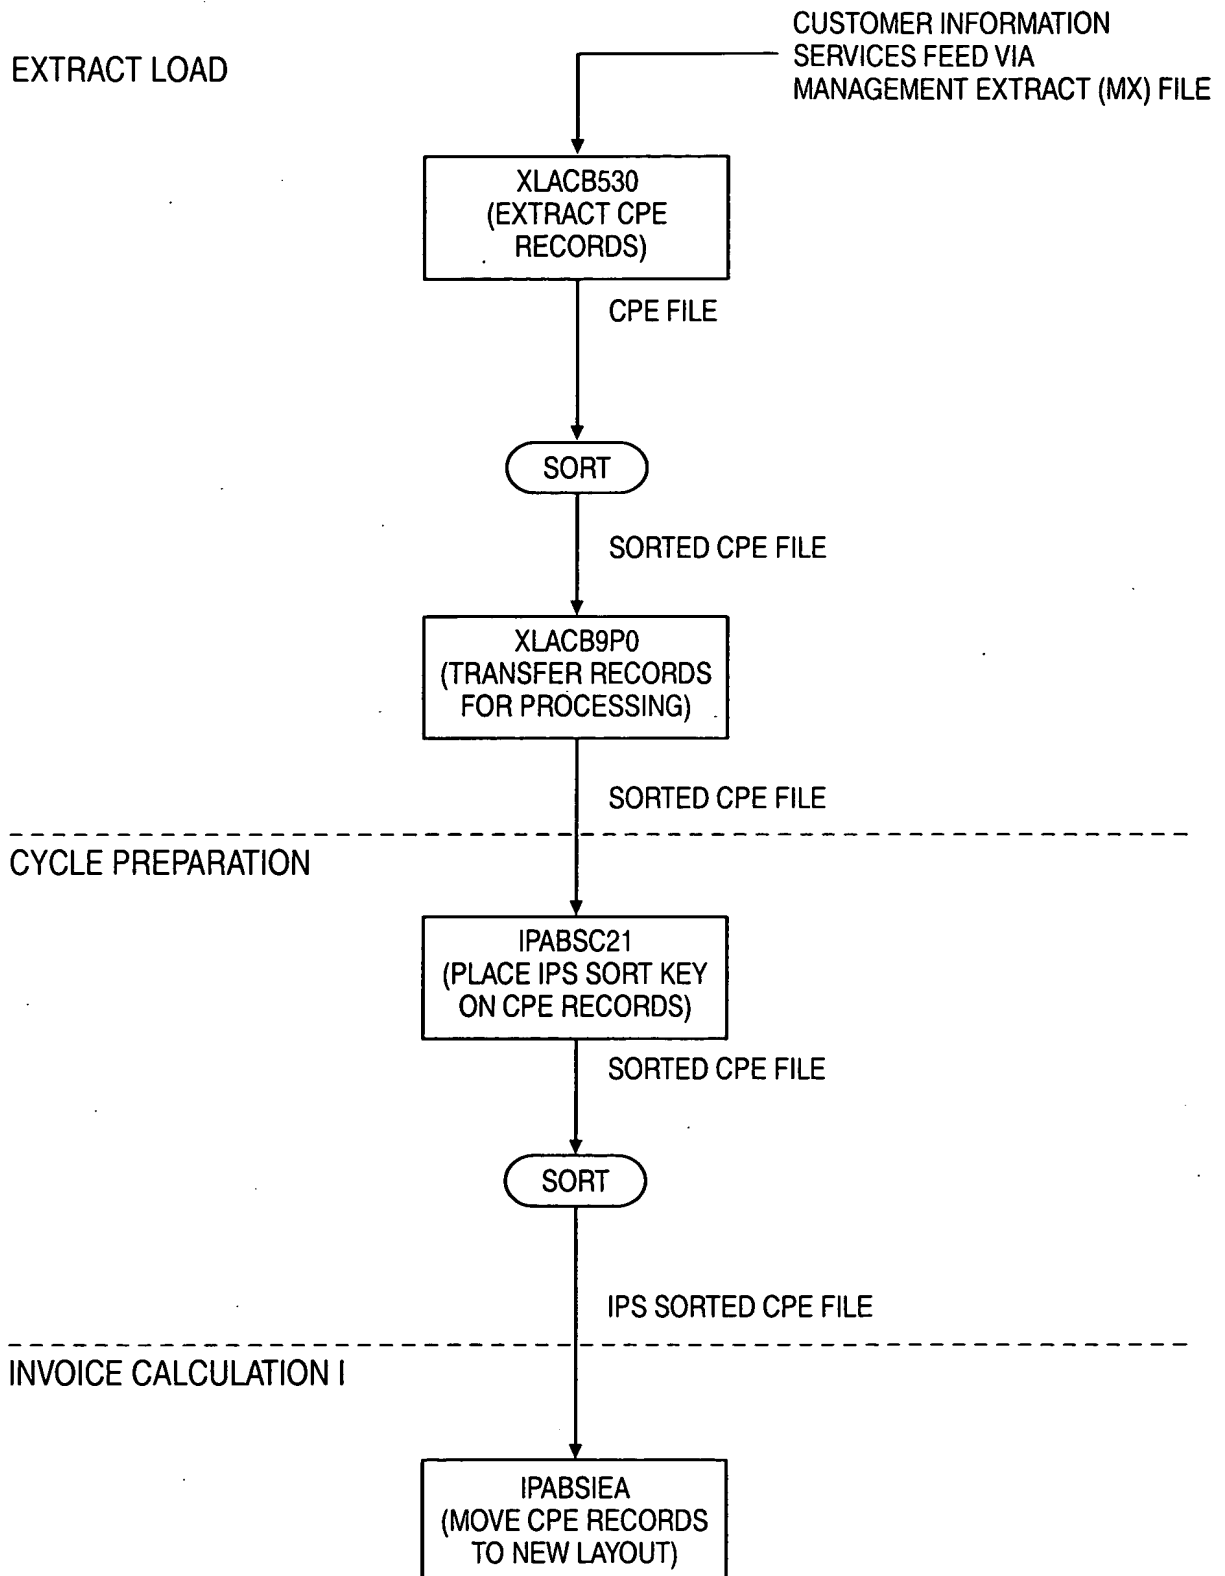 CUSTOMER INFORMATION
SERVICES FEED VIA
MANAGEMENT EXTRACT (MX) FILE
EXTRACT LOAD
XLACB530
(EXTRACT CPE
RECORDS)
CPE FILE
SORT
SORTED CPE FILE
XLACB9P0
(TRANSFER RECORDS
FOR PROCESSING)
SORTED CPE FILE
CYCLE PREPARATION
IPABSC21
(PLACE IPS SORT KEY
ON CPE RECORDS)
SORTED CPE FILE
SORT
IPS SORTED CPE FILE
INVOICE CALCULATION I
IPABSIEA
(MOVE CPE RECORDS
TO NEW LAYOUT)